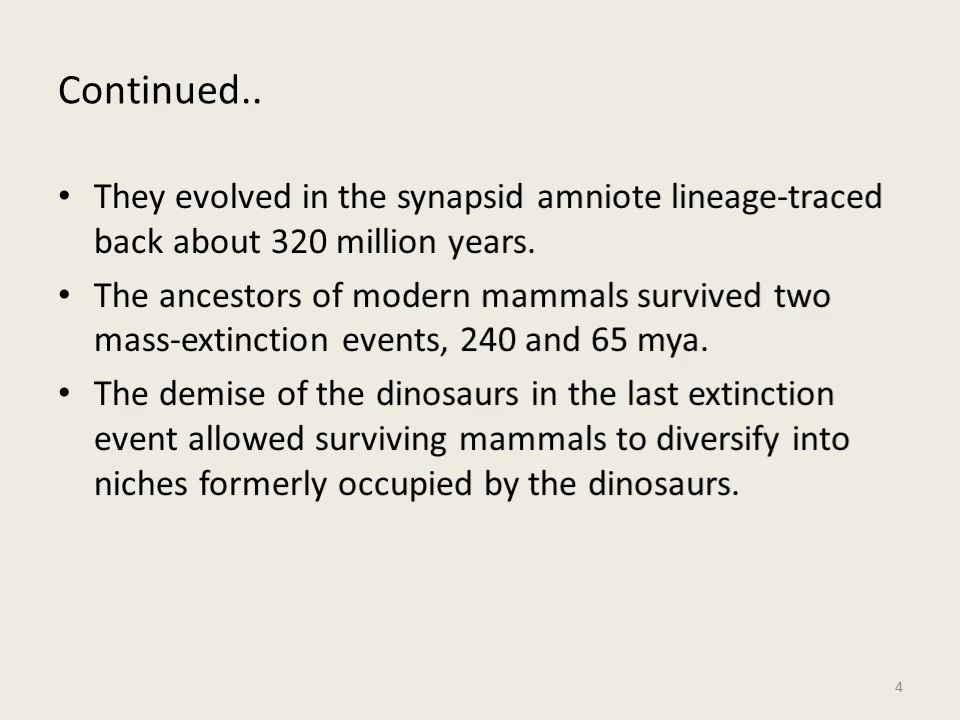 Continued..
• They evolved in the synapsid amniote lineage-traced
back about 320 million years.
• The ancestors of modern mammals survived two
mass-extinction events, 240 and 65 mya.
• The demise of the dinosaurs in the last extinction
event allowed surviving mammals to diversify into
niches formerly occupied by the dinosaurs.
4